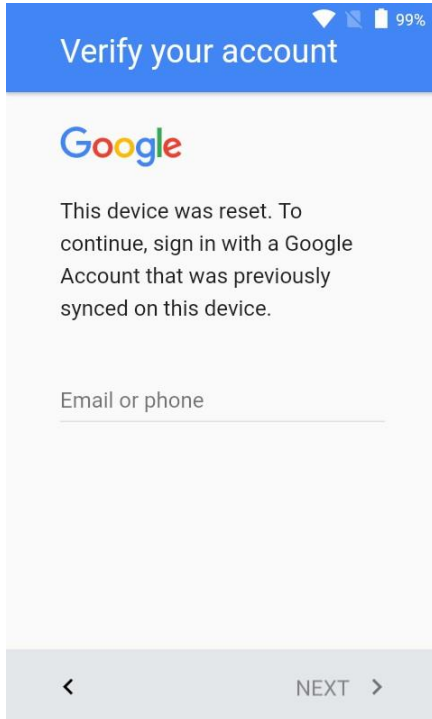 99%
Verify your account
Google
This device was reset. To
continue, sign in with a Google
Account that was previously
synced on this device.
Email or phone
NEXT